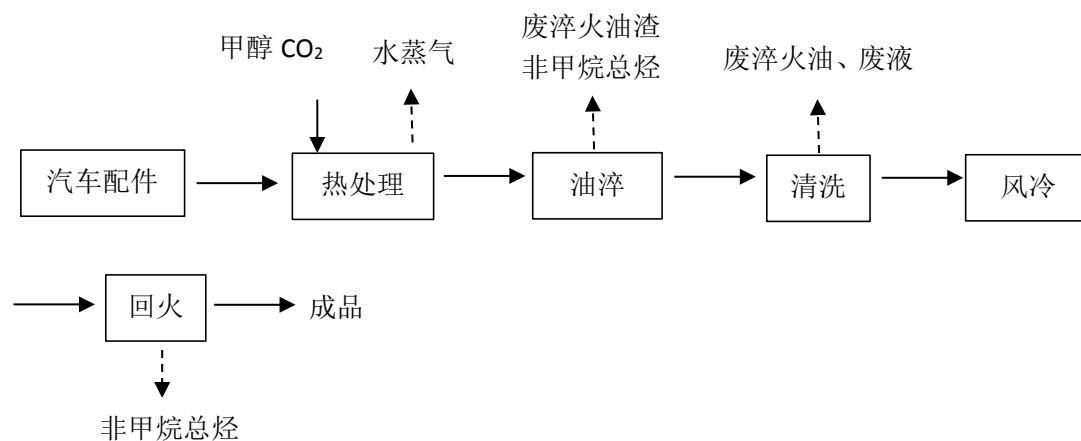 甲醇 CO₂
水蒸气
废淬火油渣
非甲烷总烃
废淬火油、废液
汽车配件
热处理
油淬
清洗
风冷
回火
成品
非甲烷总烃